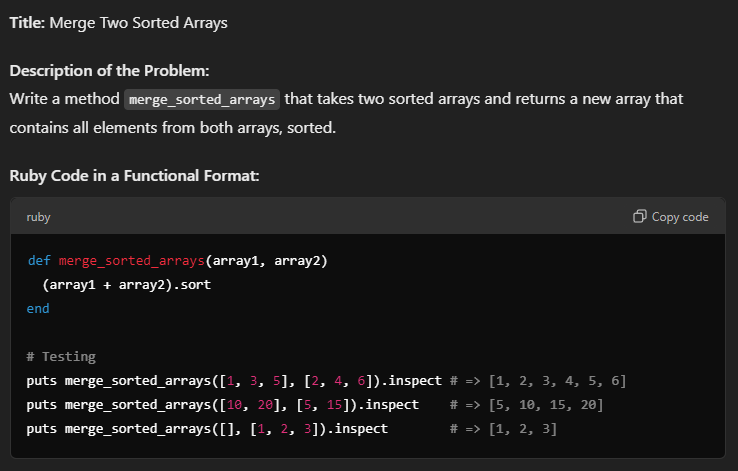 Title: Merge Two Sorted Arrays
Description of the Problem:
Write a method merge_sorted_arrays that takes two sorted arrays and returns a new array that
contains all elements from both arrays, sorted.
Ruby Code in a Functional Format:
ruby
Copy code
def merge_sorted_arrays(array1, array2)
  (array1 + array2).sort
end
# Testing
puts merge_sorted_arrays([1, 3, 5], [2, 4, 6]).inspect # => [1, 2, 3, 4, 5, 6]
puts merge_sorted_arrays([10, 20], [5, 15]).inspect    # => [5, 10, 15, 20]
puts merge_sorted_arrays([], [1, 2, 3]).inspect        # => [1, 2, 3]